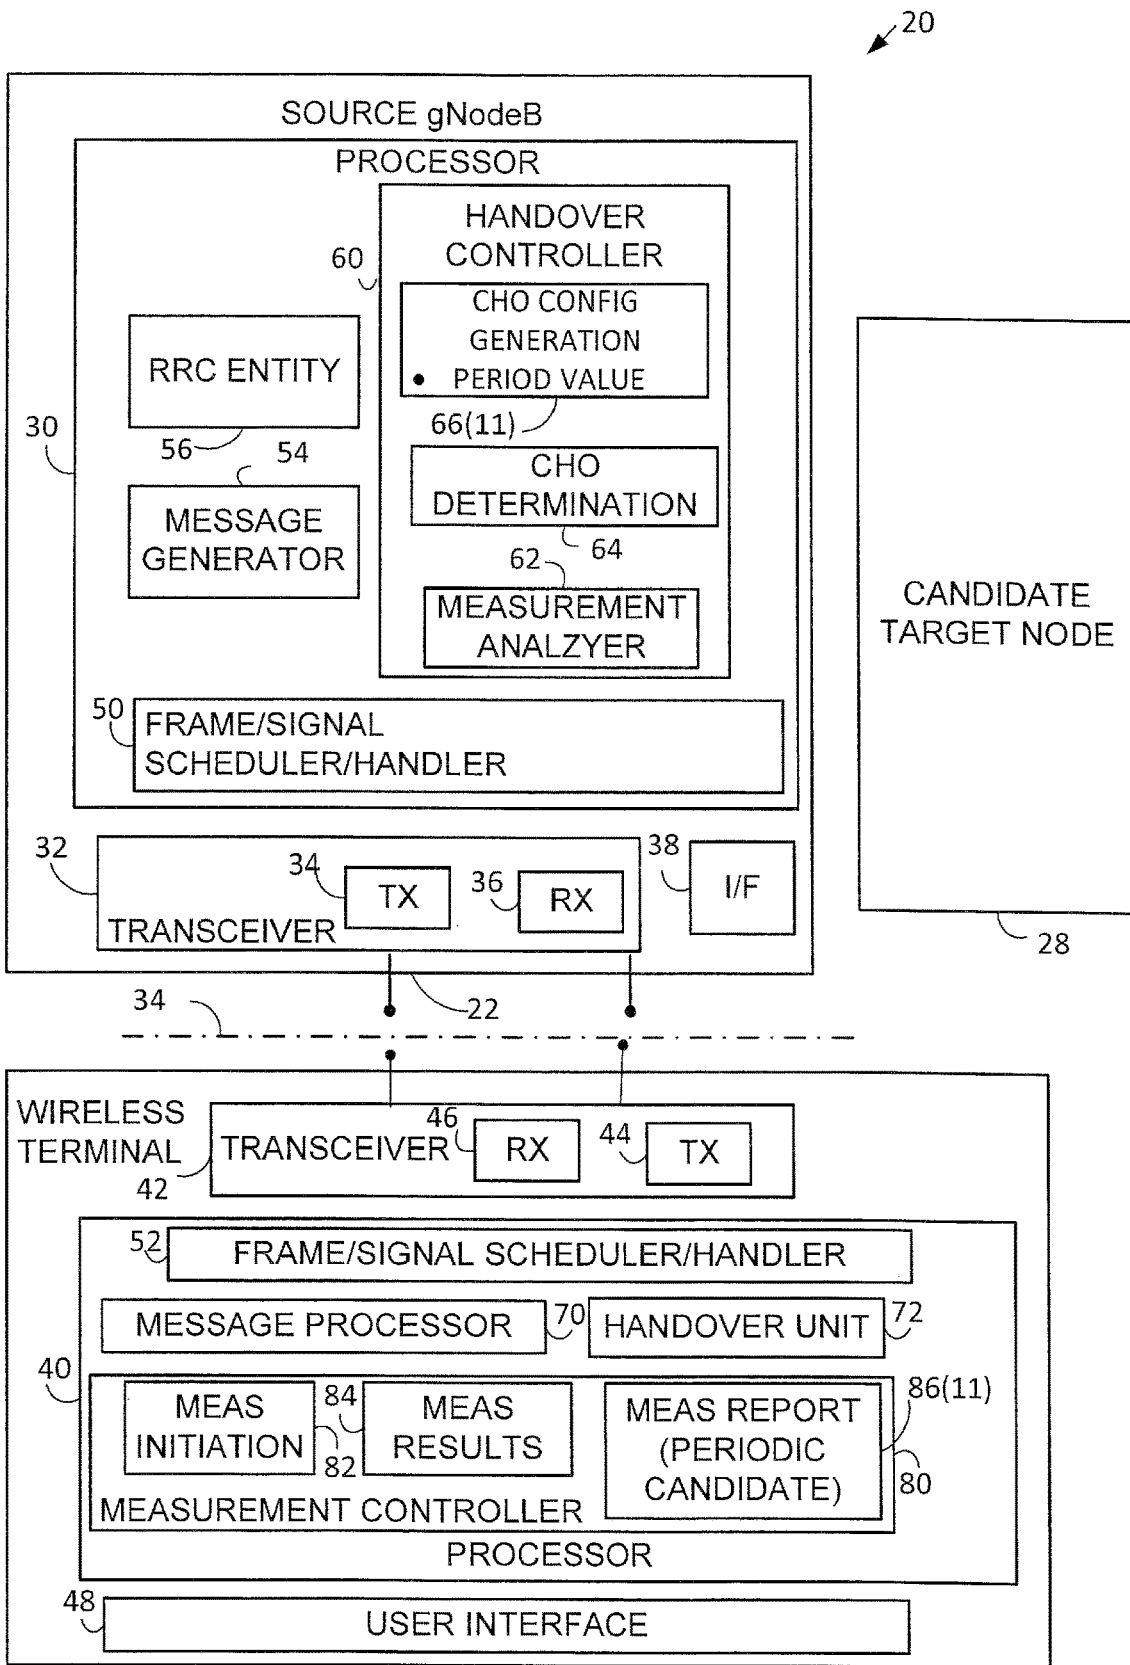 20
SOURCE gNodeB
PROCESSOR
HANDOVER
CONTROLLER
60
CHO CONFIG
GENERATION
• PERIOD VALUE
66(11)
RRC ENTITY
56
54
30
MESSAGE
GENERATOR
CHO
DETERMINATION
64
62
MEASUREMENT
ANALZYER
50
FRAME/SIGNAL
SCHEDULER/HANDLER
CANDIDATE
TARGET NODE
28
32
34
TX
36
RX
TRANSCEIVER
38
I/F
22
34
WIRELESS
TERMINAL
42
TRANSCEIVER
46
RX
44
TX
52
FRAME/SIGNAL SCHEDULER/HANDLER
MESSAGE PROCESSOR
70
HANDOVER UNIT
72
40
MEAS
INITIATION
82
84
MEAS
RESULTS
MEAS REPORT
(PERIODIC
CANDIDATE)
86(11)
80
MEASUREMENT CONTROLLER
PROCESSOR
48
USER INTERFACE